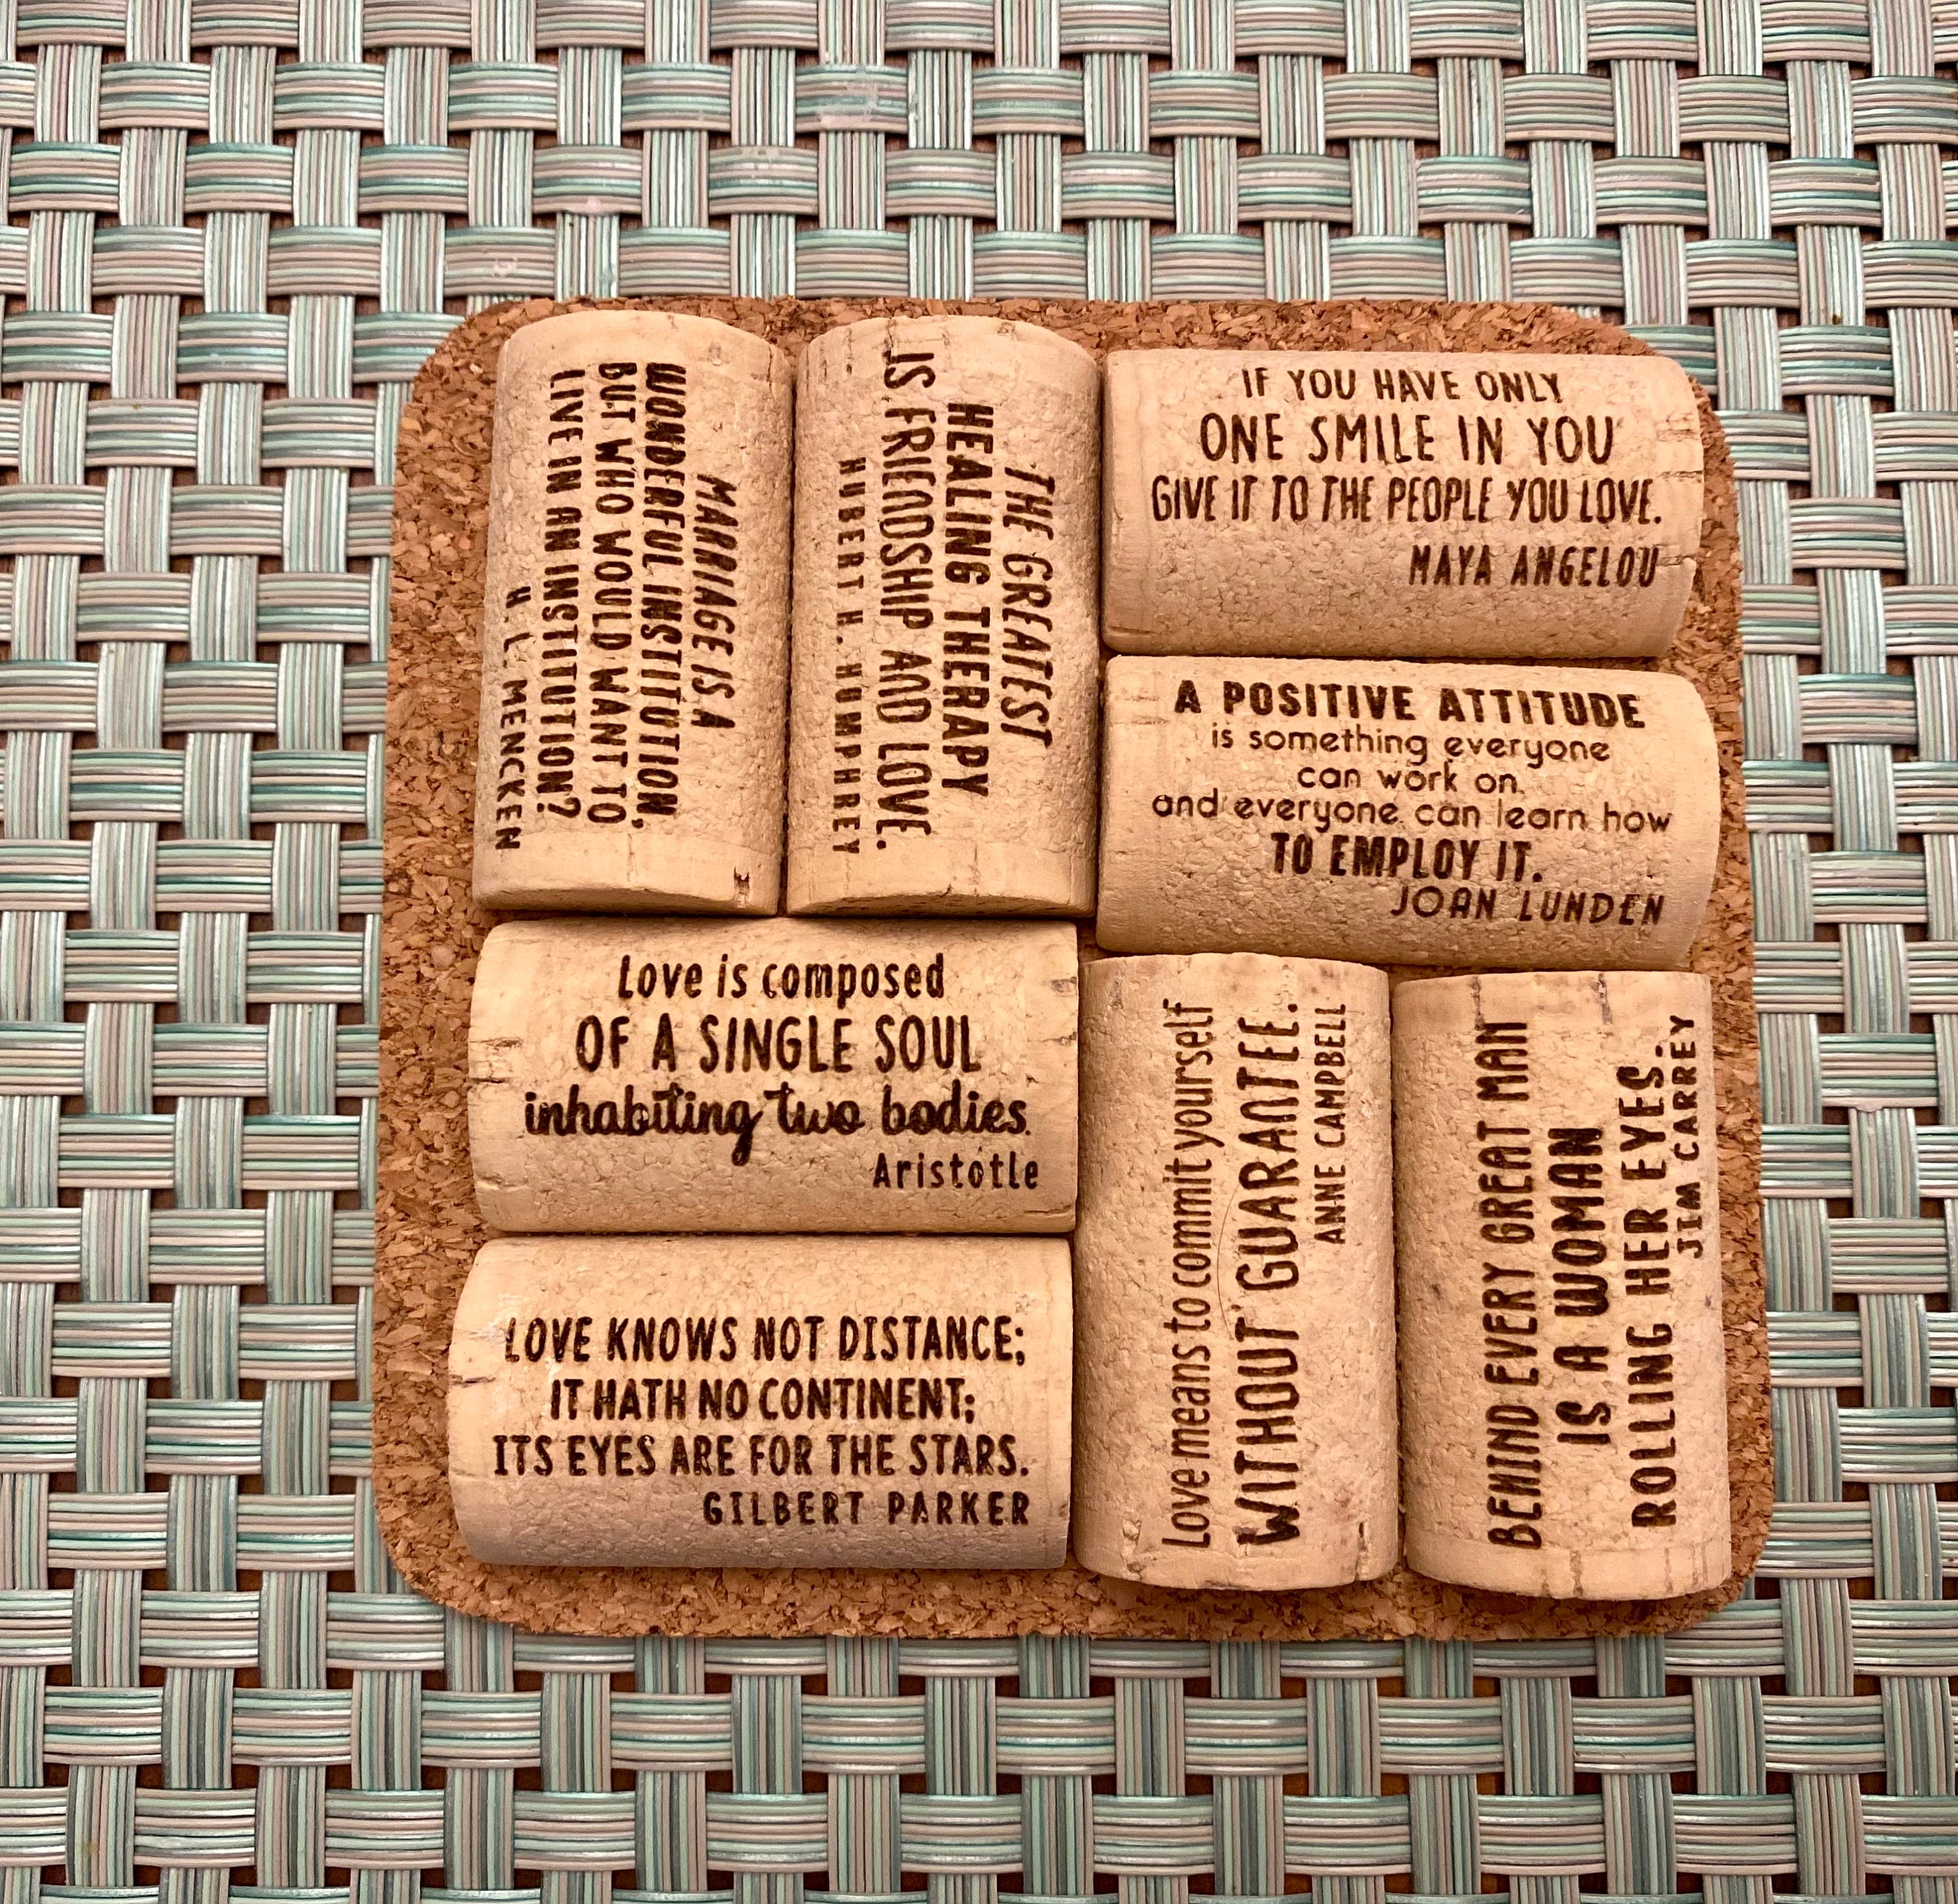 MARRIAGE IS A
WONDERFUL INSTITUTION,
BUT WHO WOULD WANT TO
LIVE IN AN INSTITUTION?
H. L. MENCKEN
THE GREATEST
HEALING THERAPY
IS FRIENDSHIP AND LOVE.
HUBERT H. HUMPHREY
IF YOU HAVE ONLY
ONE SMILE IN YOU
GIVE IT TO THE PEOPLE YOU LOVE.
MAYA ANGELOU
A POSITIVE ATTITUDE
is something everyone
can work on,
and everyone can learn how
TO EMPLOY IT.
JOAN LUNDEN
Love is composed
OF A SINGLE SOUL
inhabiting two bodies.
Aristotle
LOVE KNOWS NOT DISTANCE;
IT HATH NO CONTINENT;
ITS EYES ARE FOR THE STARS.
GILBERT PARKER
Love means to commit yourself
WITHOUT GUARANTEE.
ANNE CAMPBELL
BEHIND EVERY GREAT MAN
IS A WOMAN
ROLLING HER EYES.
JIM CARREY